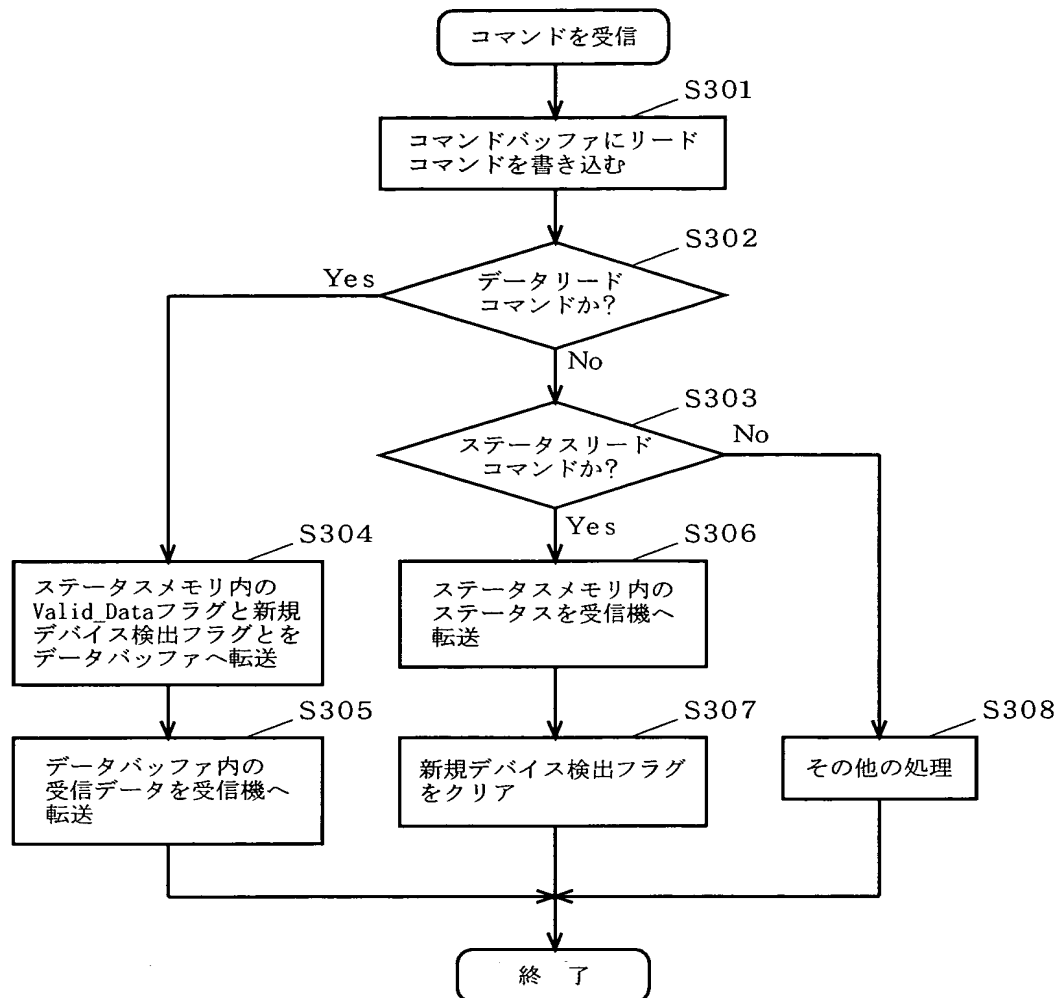 コマンドを受信
S301
コマンドバッファにリード
コマンドを書き込む
S302
データリード
コマンドか?
Yes
No
S303
ステータスリード
コマンドか?
No
Yes
S304
ステータスメモリ内の
Valid_Dataフラグと新規
デバイス検出フラグとを
データバッファへ転送
S306
ステータスメモリ内の
ステータスを受信機へ
転送
S305
データバッファ内の
受信データを受信機へ
転送
S307
新規デバイス検出フラグ
をクリア
S308
その他の処理
終 了